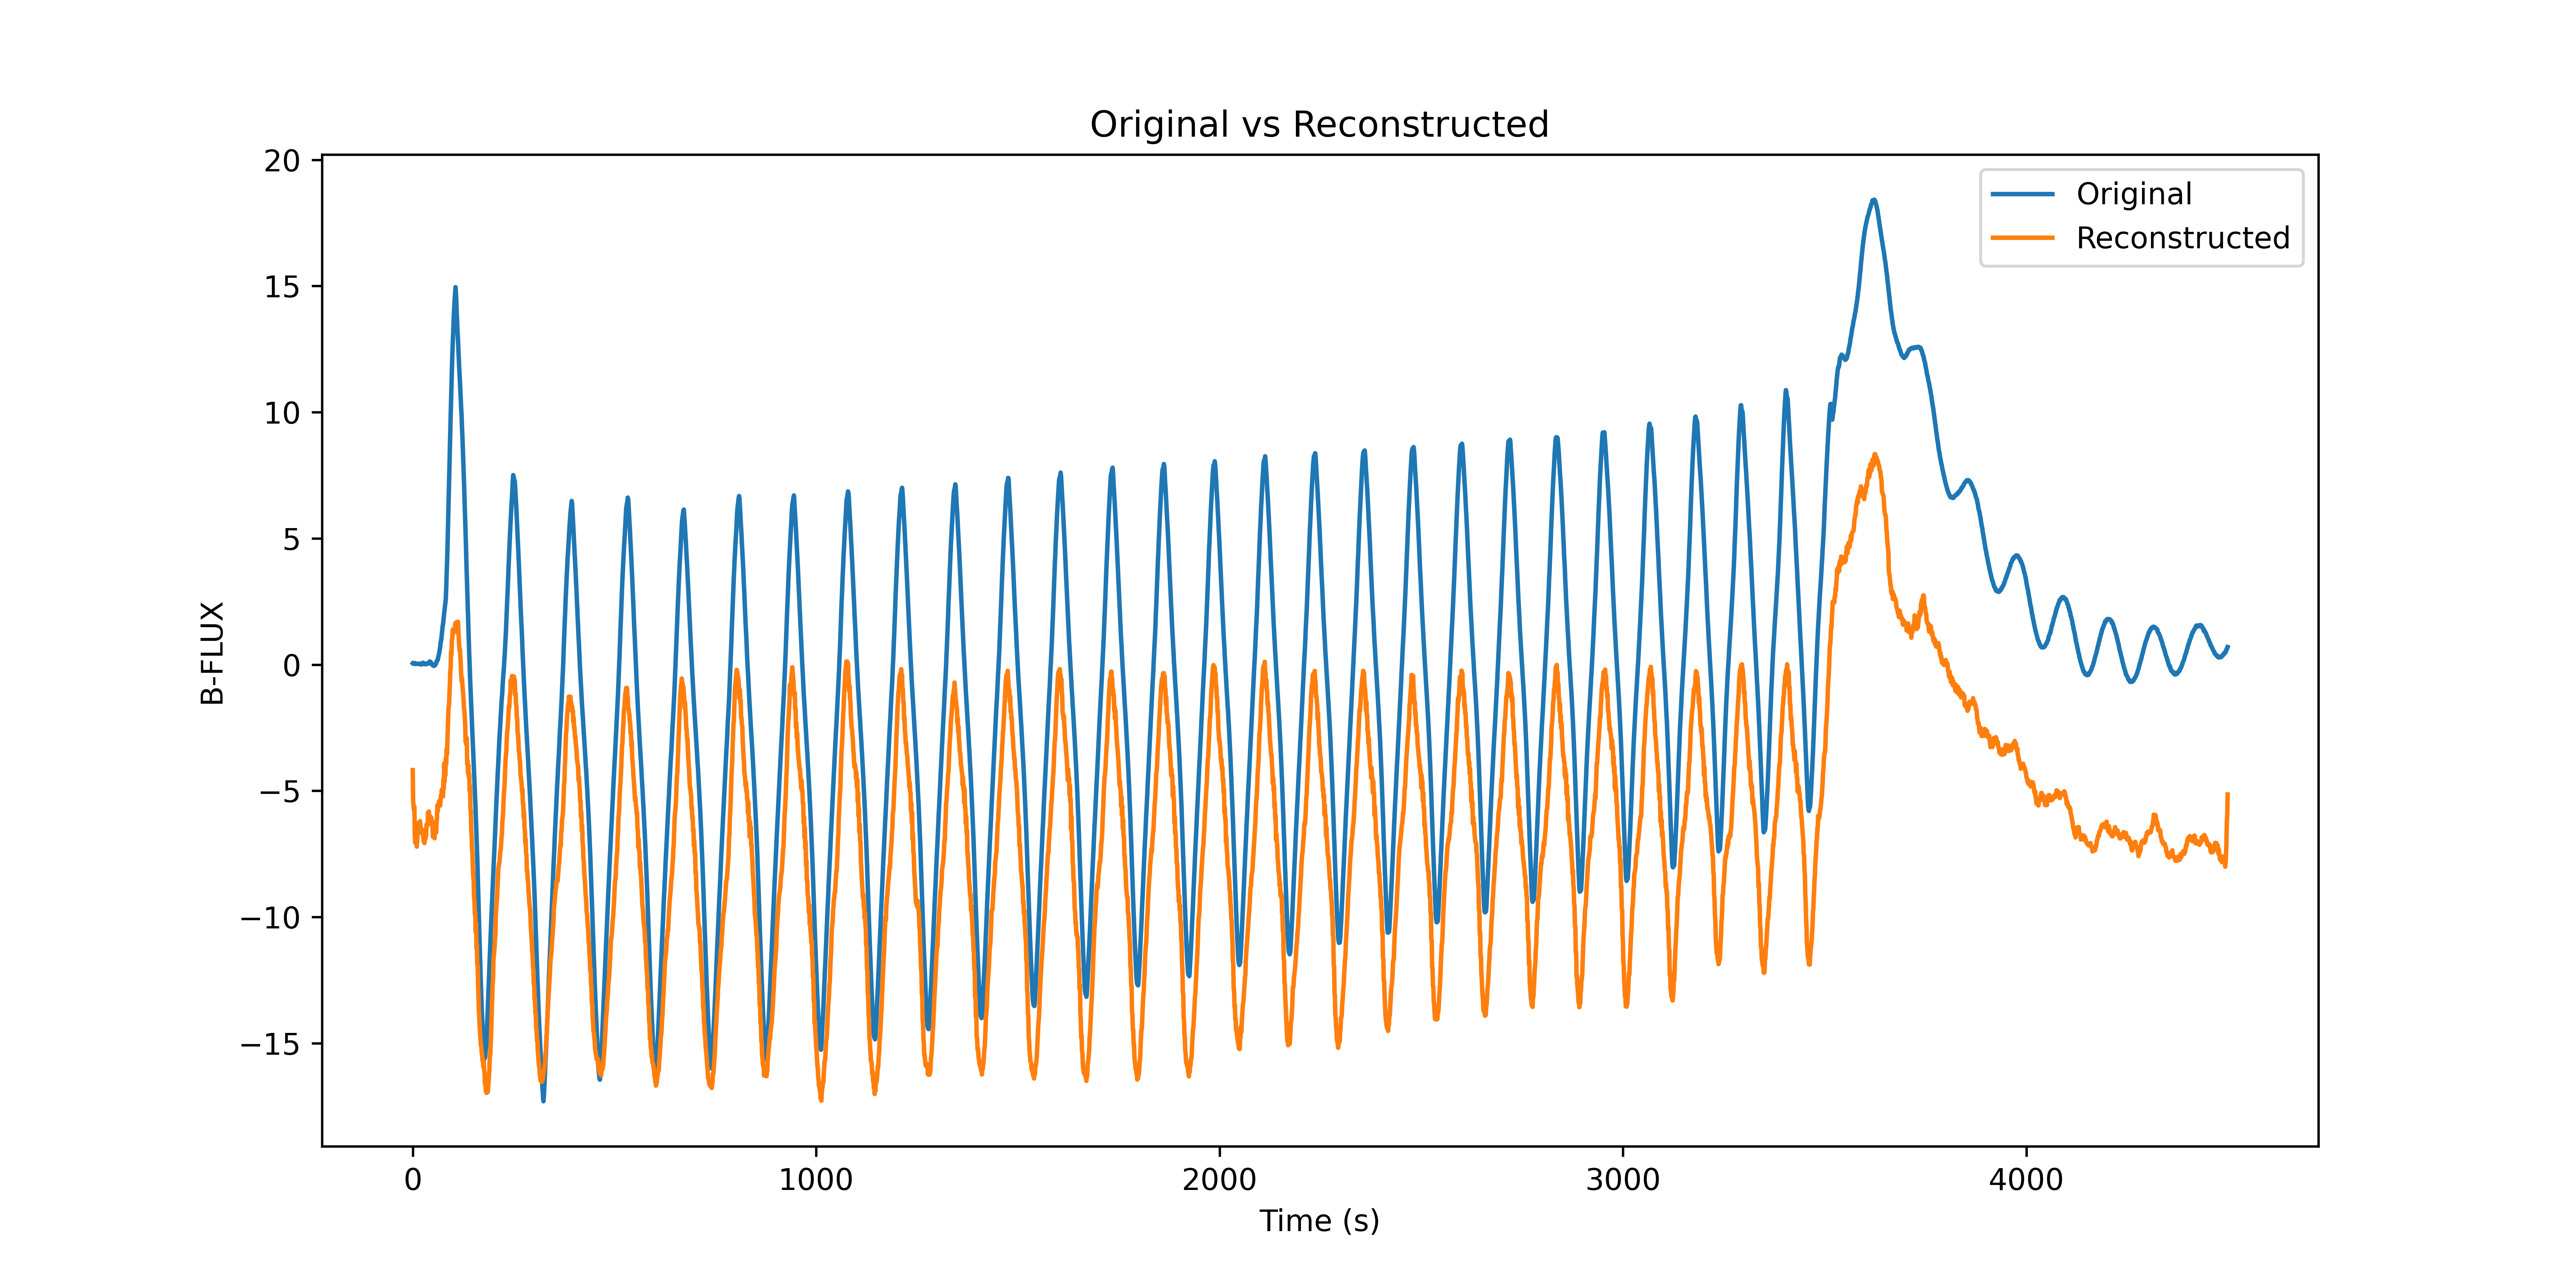 Original vs Reconstructed
Original
Reconstructed
B-FLUX
20
15
10
5
0
−5
−10
−15
0
1000
2000
3000
4000
Time (s)